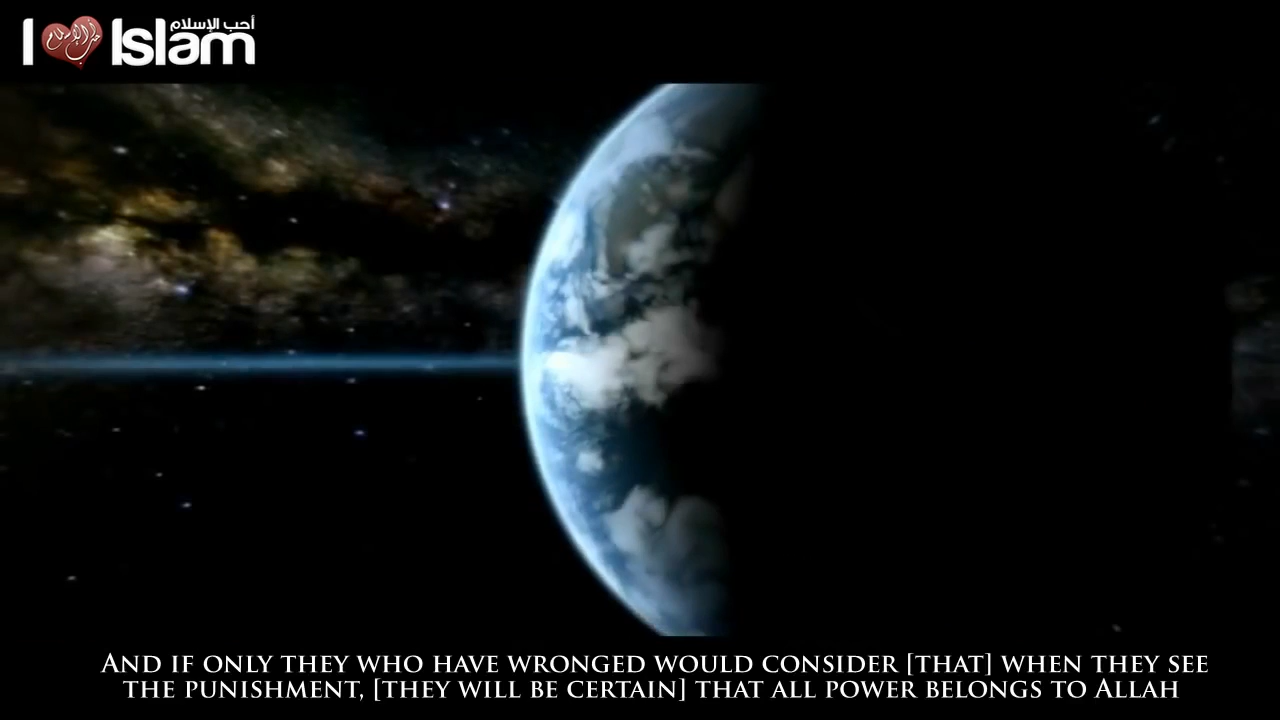 أحب الإسلام
I Islam
AND IF ONLY THEY WHO HAVE WRONGED WOULD CONSIDER [THAT] WHEN THEY SEE
THE PUNISHMENT, [THEY WILL BE CERTAIN] THAT ALL POWER BELONGS TO ALLAH